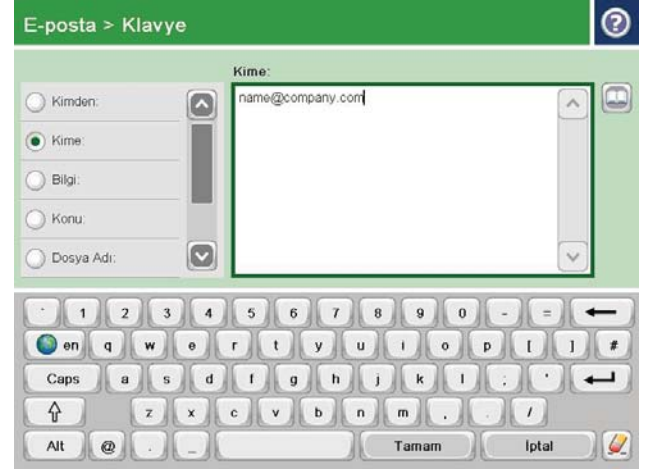 E-posta > Klavye
?
Kime:
Kimden:
name@company.com
Kime:
Bilgi:
Konu:
Dosya Adı:
` 1 2 3 4 5 6 7 8 9 0 - =
en q w e r t y u ı o p [ ] #
Caps a s d f g h j k l ; '
z x c v b n m , . /
Alt @ . _ Tamam İptal